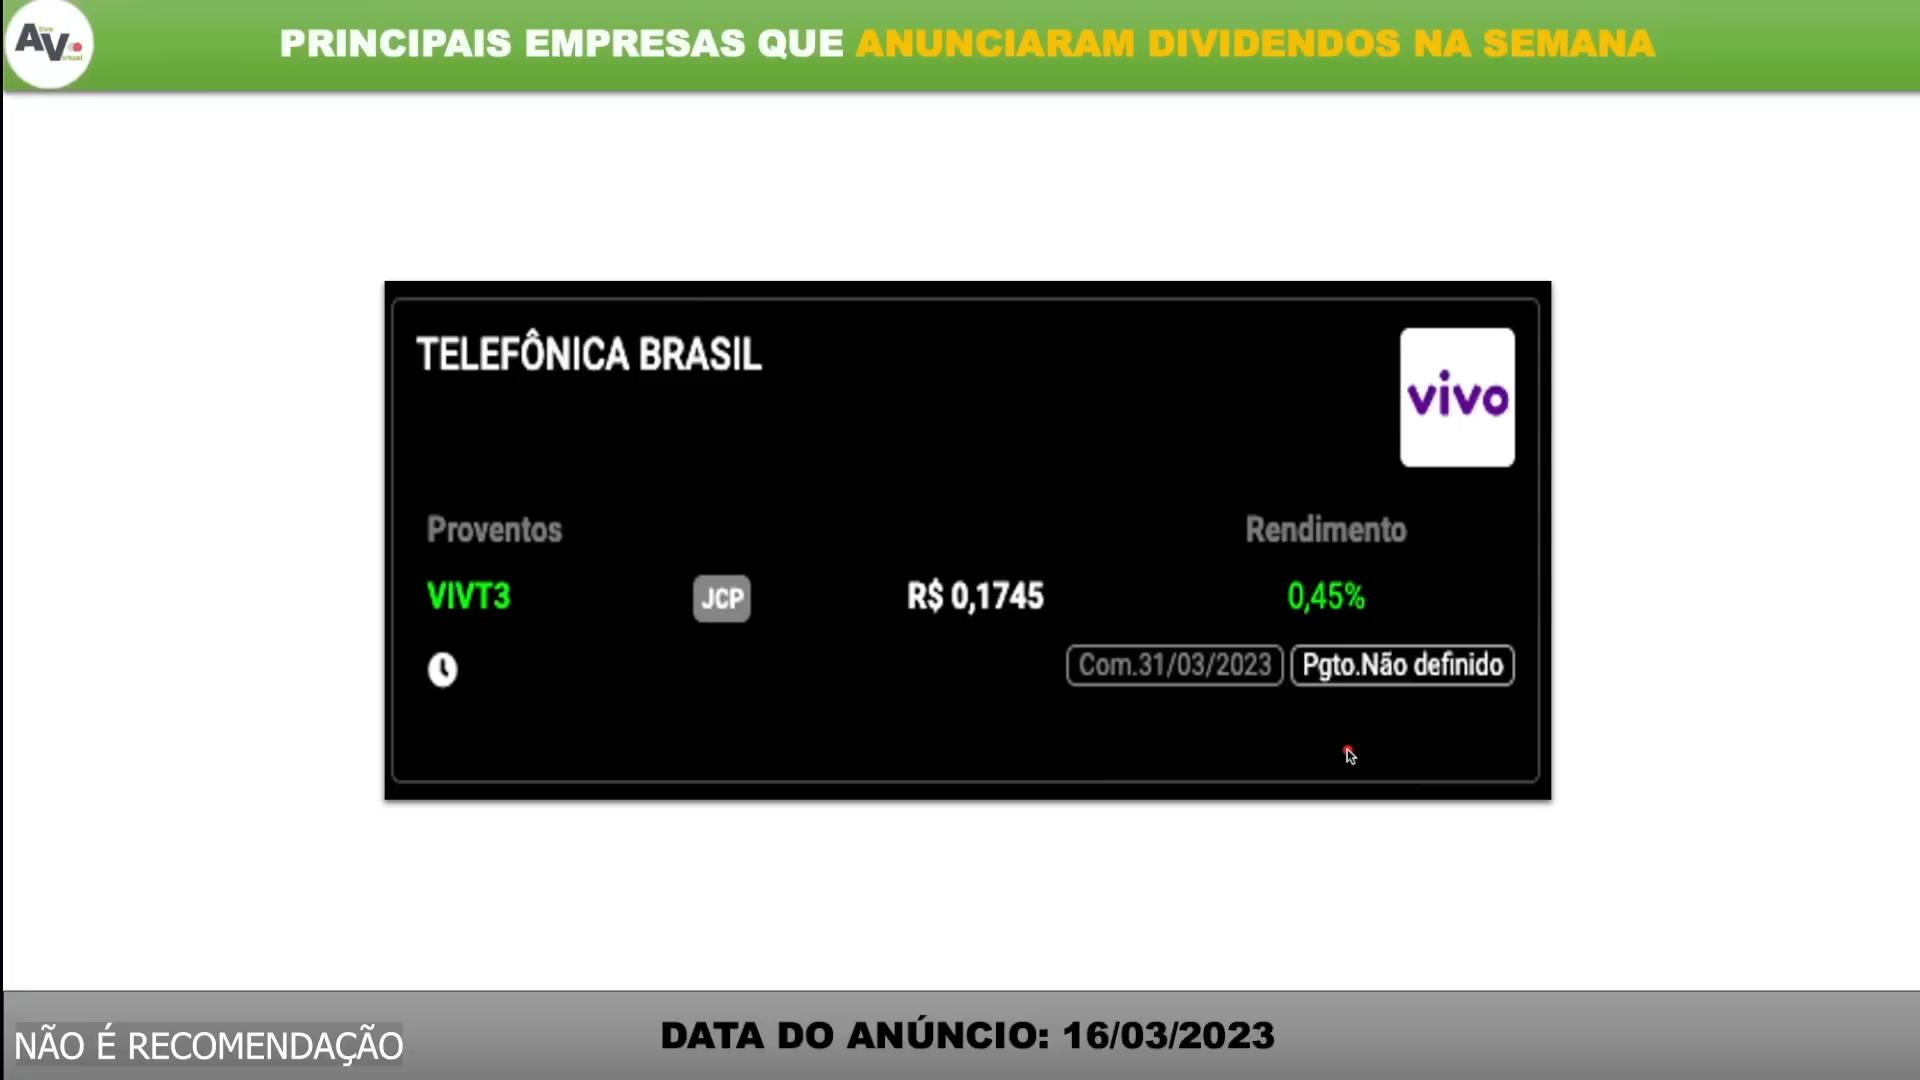 AV
PRINCIPAIS EMPRESAS QUE ANUNCIARAM DIVIDENDOS NA SEMANA
TELEFÔNICA BRASIL
vivo
Proventos
Rendimento
VIVT3
JCP
R$ 0,1745
0,45%
Com.31/03/2023
Pgto.Não definido
NÃO É RECOMENDAÇÃO
DATA DO ANÚNCIO: 16/03/2023